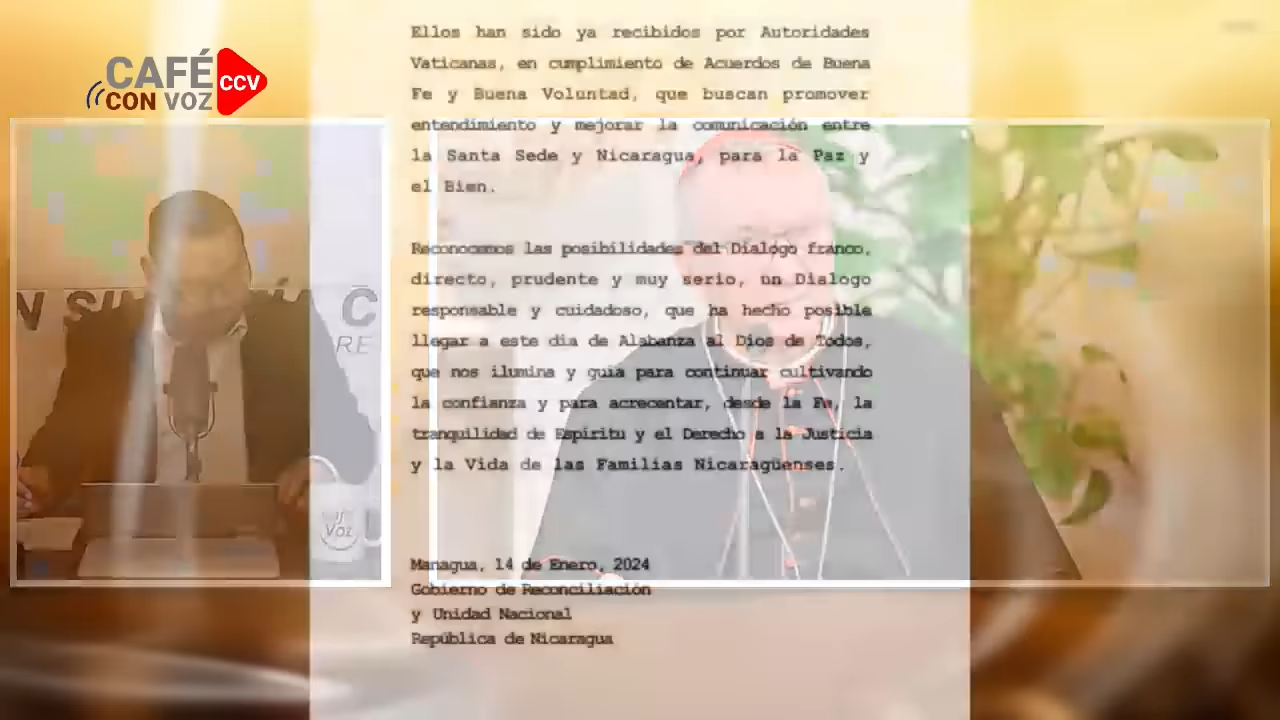 CAFÉ
CON VOZ
CCV
Ellos han sido ya recibidos por Autoridades
Vaticanas, en cumplimiento de Acuerdos de Buena
Fe y Buena Voluntad, que buscan promover
entendimiento y mejorar la comunicación entre
la Santa Sede y Nicaragua, para la Paz y
el Bien.
Reconocemos las posibilidades del Dialógo franco,
directo, prudente y muy serio, un Dialogo
responsable y cuidadoso, que ha hecho posible
llegar a este dia de Alabanza al Dios de Todos,
que nos ilumina y guia para continuar cultivando
la confianza y para acrecentar, desde la Fe, la
tranquilidad de Espíritu y el Derecho a la Justicia
y la Vida de las Familias Nicaragüenses.
Managua, 14 de Enero, 2024
Gobierno de Reconciliación
y Unidad Nacional
República de Nicaragua
RE
VOZ